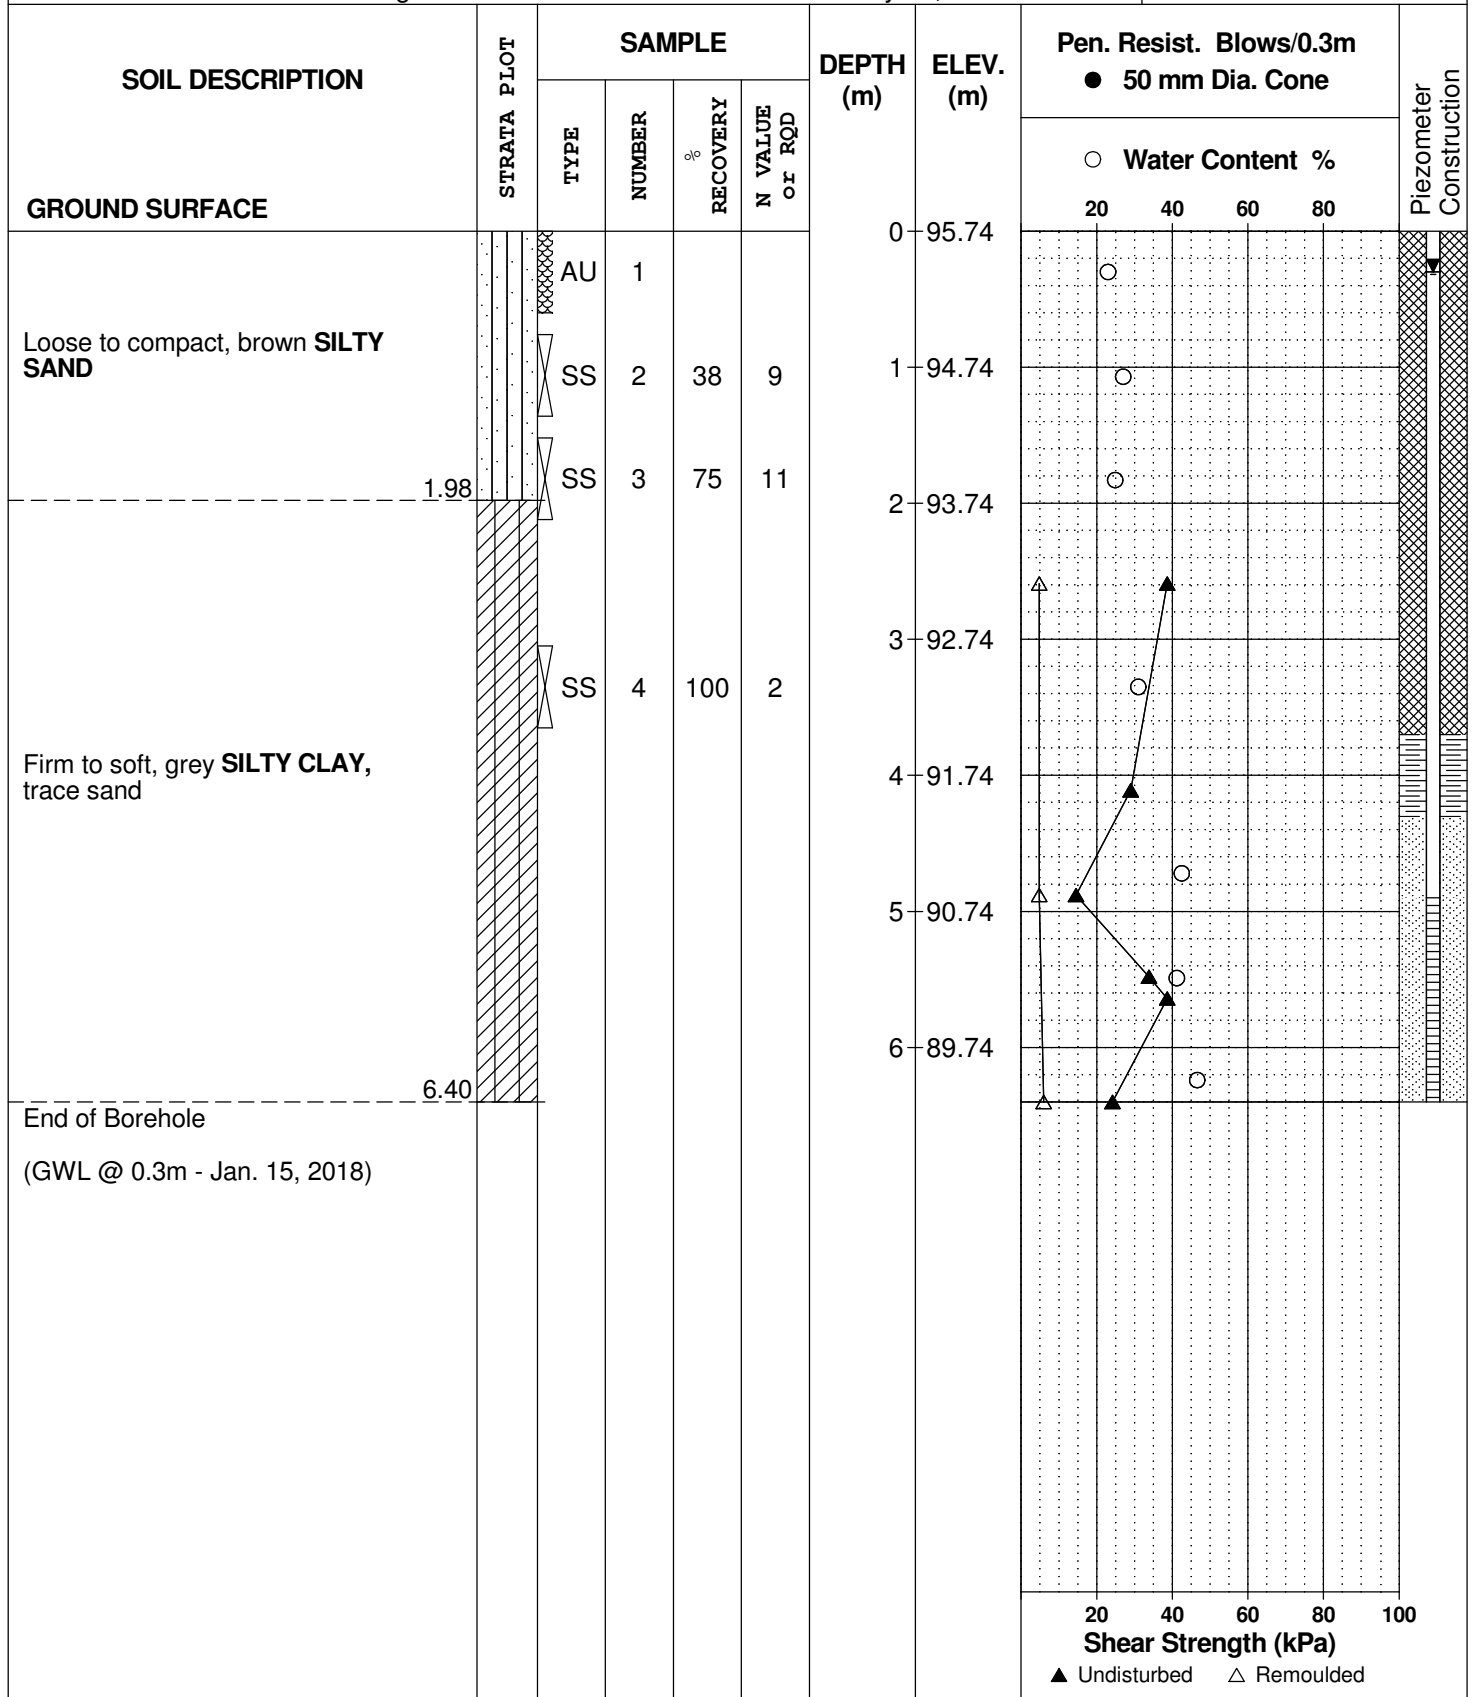 SOIL DESCRIPTION
GROUND SURFACE
STRATA PLOT
SAMPLE
TYPE
NUMBER
%
RECOVERY
N VALUE
or RQD
DEPTH
(m)
ELEV.
(m)
Pen. Resist. Blows/0.3m
● 50 mm Dia. Cone
○ Water Content %
20 40 60 80
Piezometer
Construction
0 95.74
AU 1
Loose to compact, brown SILTY
SAND
1 94.74
SS 2 38 9
SS 3 75 11
1.98
2 93.74
3 92.74
SS 4 100 2
Firm to soft, grey SILTY CLAY,
trace sand
4 91.74
5 90.74
6 89.74
6.40
End of Borehole
(GWL @ 0.3m - Jan. 15, 2018)
20 40 60 80 100
Shear Strength (kPa)
▲ Undisturbed △ Remoulded